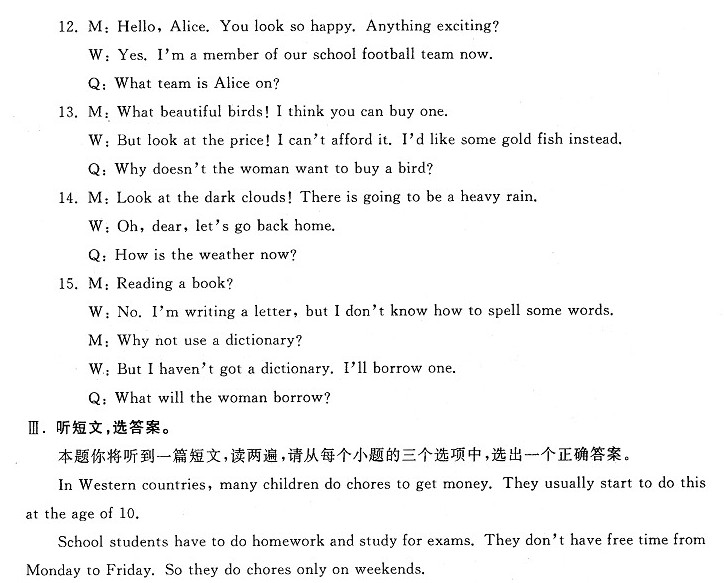 12. M: Hello, Alice. You look so happy. Anything exciting?
W: Yes. I'm a member of our school football team now.
Q: What team is Alice on?
13. M: What beautiful birds! I think you can buy one.
W: But look at the price! I can't afford it. I'd like some gold fish instead.
Q: Why doesn't the woman want to buy a bird?
14. M: Look at the dark clouds! There is going to be a heavy rain.
W: Oh, dear, let's go back home.
Q: How is the weather now?
15. M: Reading a book?
W: No. I'm writing a letter, but I don't know how to spell some words.
M: Why not use a dictionary?
W: But I haven't got a dictionary. I'll borrow one.
Q: What will the woman borrow?
Ⅲ. 听短文,选答案。
本题你将听到一篇短文,读两遍,请从每个小题的三个选项中,选出一个正确答案。
In Western countries, many children do chores to get money. They usually start to do this
at the age of 10.
School students have to do homework and study for exams. They don't have free time from
Monday to Friday. So they do chores only on weekends.